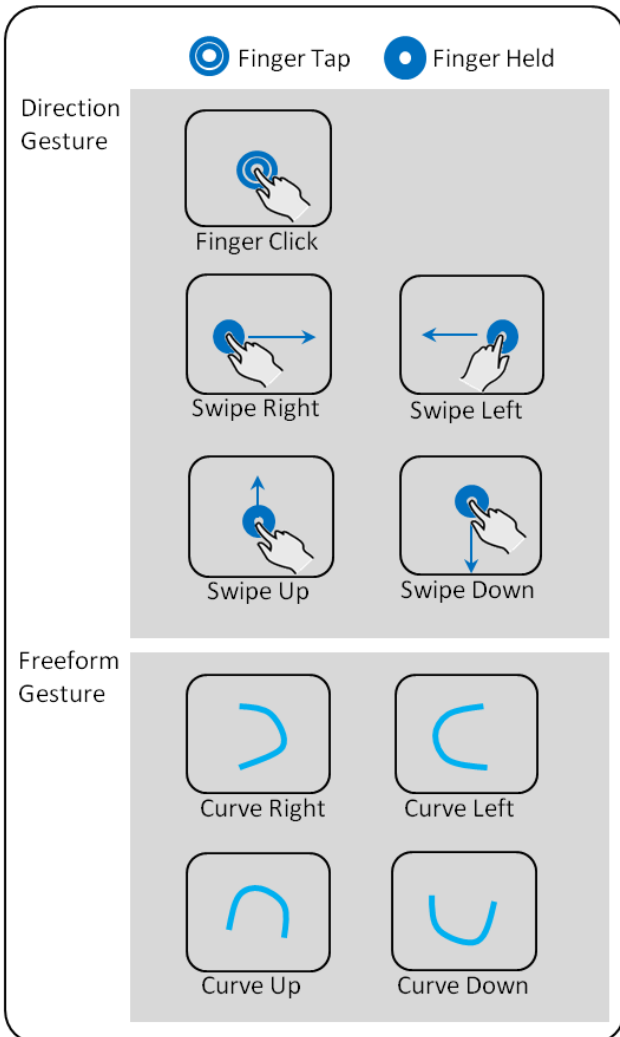 Finger Tap
Finger Held
Direction
Gesture
Finger Click
Swipe Right
Swipe Left
Swipe Up
Swipe Down
Freeform
Gesture
Curve Right
Curve Left
Curve Up
Curve Down